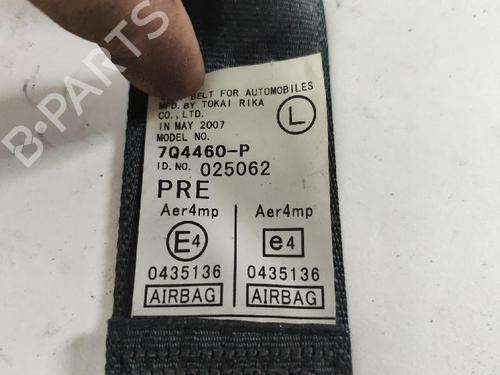 BELT FOR AUTOMOBILES
MFD. BY TOKAI RIKA
CO., LTD.
IN MAY 2007
MODEL NO.
7Q4460-P
ID.NO. 025062
L
PRE
Aer4mp Aer4mp
E4 e4
0435136 0435136
AIRBAG AIRBAG
B-PARTS